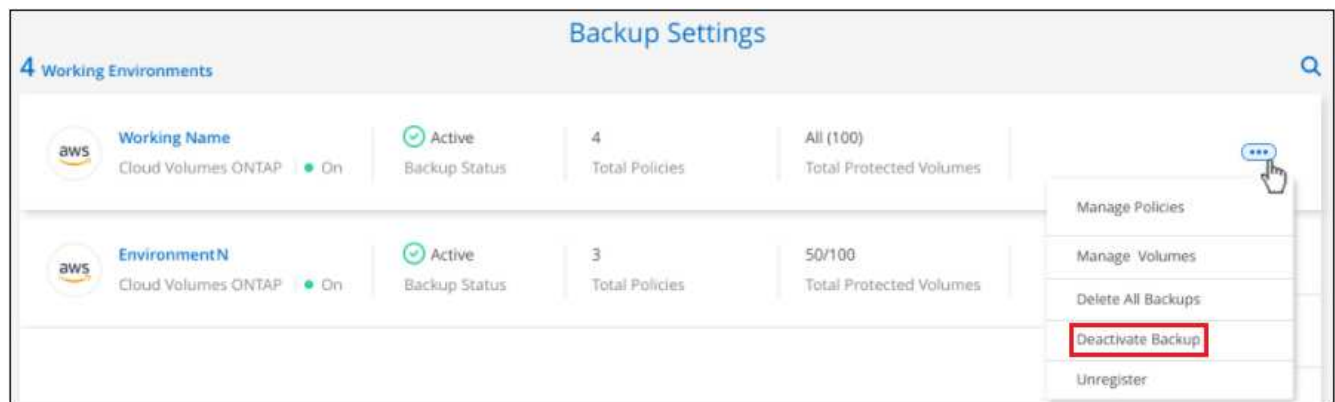 Backup Settings
4 Working Environments
aws
Working Name
Cloud Volumes ONTAP
On
Active
Backup Status
4
Total Policies
All (100)
Total Protected Volumes
Manage Policies
Manage Volumes
Delete All Backups
Deactivate Backup
Unregister
aws
EnvironmentN
Cloud Volumes ONTAP
On
Active
Backup Status
3
Total Policies
50/100
Total Protected Volumes